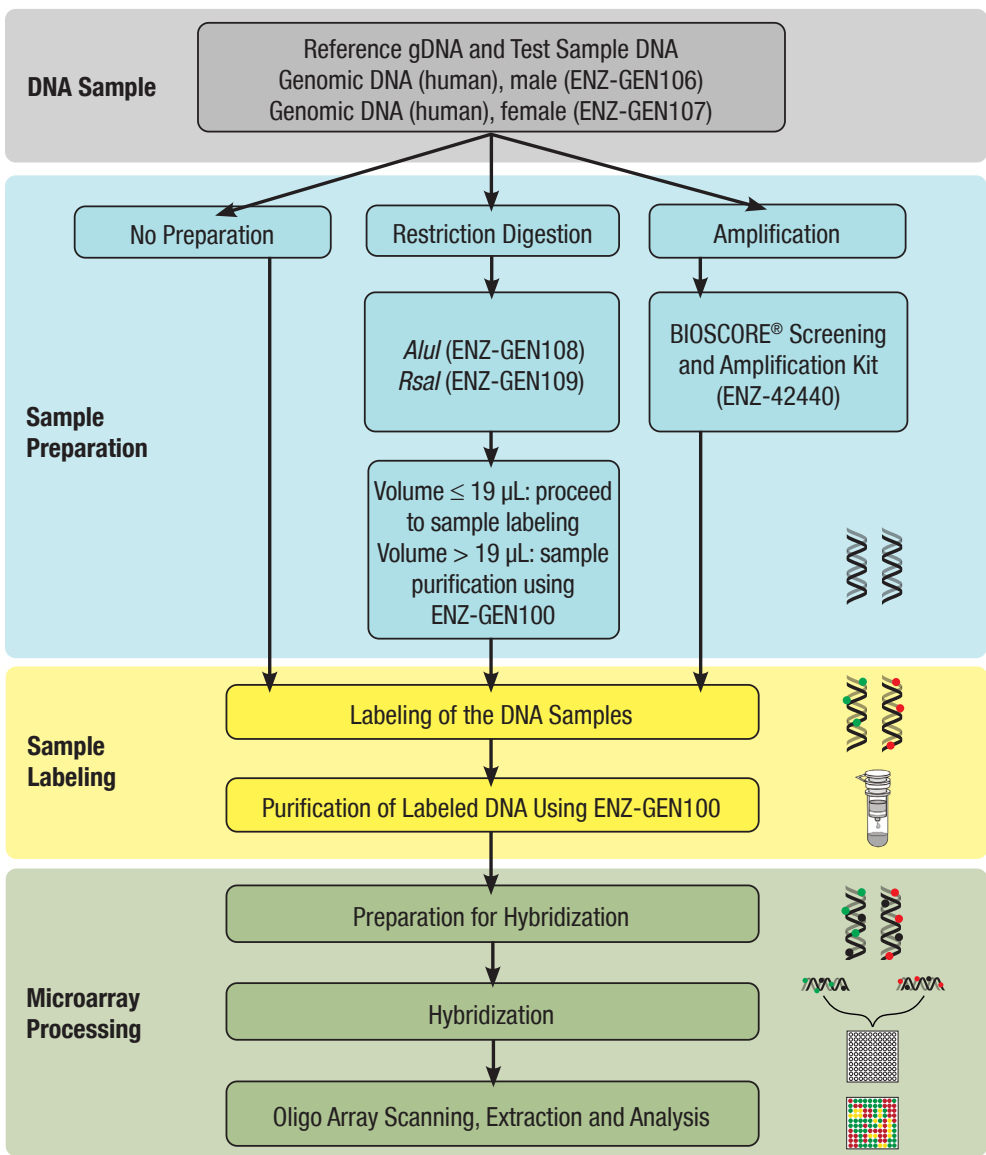 DNA Sample
Reference gDNA and Test Sample DNA
Genomic DNA (human), male (ENZ-GEN106)
Genomic DNA (human), female (ENZ-GEN107)
Sample
Preparation
No Preparation
Restriction Digestion
Amplification
AluI (ENZ-GEN108)
RsaI (ENZ-GEN109)
BIOSCORE® Screening
and Amplification Kit
(ENZ-42440)
Volume ≤ 19 µL: proceed
to sample labeling
Volume > 19 µL: sample
purification using
ENZ-GEN100
Sample
Labeling
Labeling of the DNA Samples
Purification of Labeled DNA Using ENZ-GEN100
Microarray
Processing
Preparation for Hybridization
Hybridization
Oligo Array Scanning, Extraction and Analysis